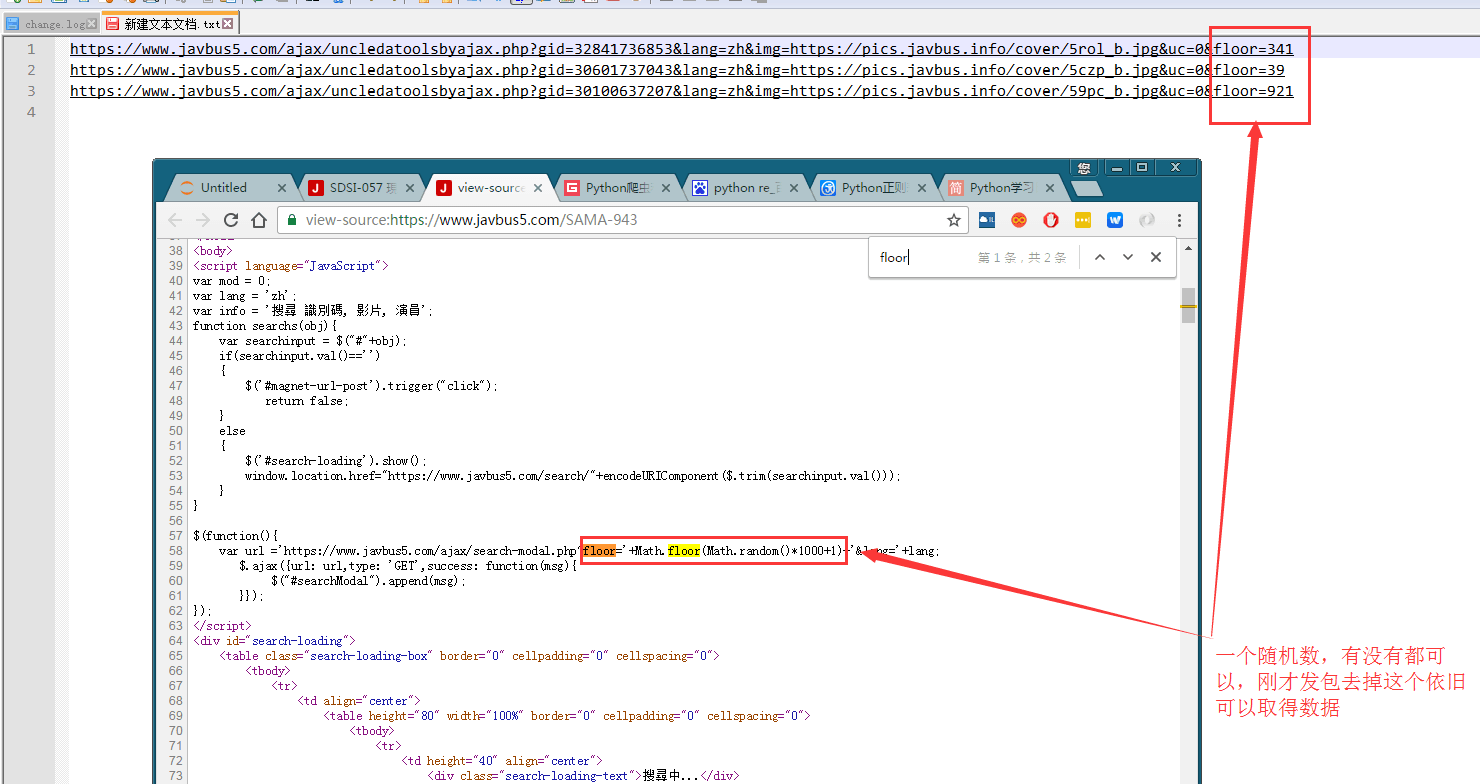 change.log
新建文本文档.txt
1 https://www.javbus5.com/ajax/uncledatoolsbyajax.php?gid=32841736853&lang=zh&img=https://pics.javbus.info/cover/5rol_b.jpg&uc=0&floor=341
2 https://www.javbus5.com/ajax/uncledatoolsbyajax.php?gid=30601737043&lang=zh&img=https://pics.javbus.info/cover/5czp_b.jpg&uc=0&floor=39
3 https://www.javbus5.com/ajax/uncledatoolsbyajax.php?gid=30100637207&lang=zh&img=https://pics.javbus.info/cover/59pc_b.jpg&uc=0&floor=921
4
您
Untitled
SDSI-057
view-source
Python爬虫
python re_
Python正则
Python学习
view-source:https://www.javbus5.com/SAMA-943
floor
第 1 条，共 2 条
38 <body>
39 <script language="JavaScript">
40 var mod = 0;
41 var lang = 'zh';
42 var info = '搜尋 識別碼, 影片, 演員';
43 function searchs(obj){
44 var searchinput = $("#"+obj);
45 if(searchinput.val()=='')
46 {
47 $('#magnet-url-post').trigger("click");
48 return false;
49 }
50 else
51 {
52 $('#search-loading').show();
53 window.location.href="https://www.javbus5.com/search/"+encodeURIComponent($.trim(searchinput.val()));
54 }
55 }
56
57 $(function(){
58 var url ='https://www.javbus5.com/ajax/search-modal.php?floor='+Math.floor(Math.random()*1000+1)+'&lang='+lang;
59 $.ajax({url: url,type: 'GET',success: function(msg){
60 $("#searchModal").append(msg);
61 }});
62 });
63 </script>
64 <div id="search-loading">
65 <table class="search-loading-box" border="0" cellpadding="0" cellspacing="0">
66 <tbody>
67 <tr>
68 <td align="center">
69 <table height="80" width="100%" border="0" cellpadding="0" cellspacing="0">
70 <tbody>
71 <tr>
72 <td height="40" align="center">
73 <div class="search-loading-text">搜尋中...</div>
一个随机数，有没有都可
以，刚才发包去掉这个依旧
可以取得数据